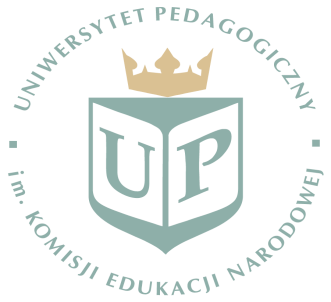 UNIWERSYTET PEDAGOGICZNY
UP
im. KOMISJI EDUKACJI NARODOWEJ